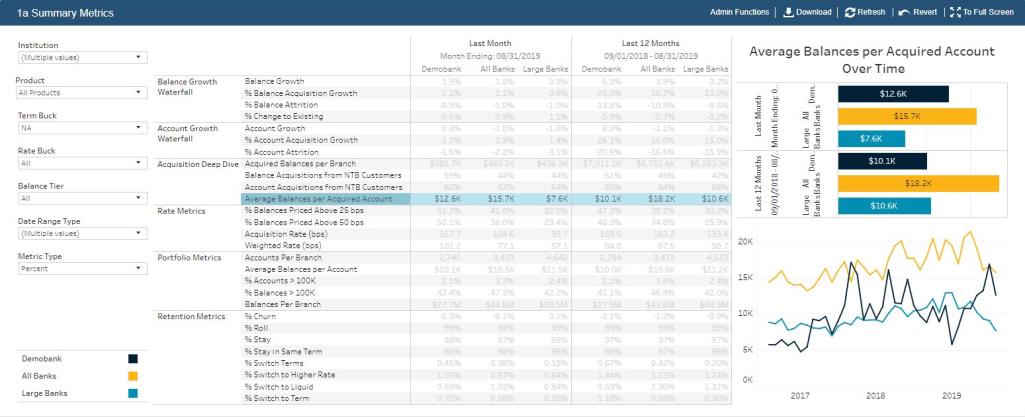 1a Summary Metrics
Admin Functions | Download | Refresh | Revert | To Full Screen
Institution
(Multiple values)
Product
All Products
Term Buck
NA
Rate Buck
All
Balance Tier
All
Date Range Type
(Multiple values)
Metric Type
Percent
Demobank
All Banks
Large Banks
Last Month Last 12 Months
Month Ending: 08/31/2019 09/01/2018 - 08/31/2019
Demobank All Banks Large Banks Demobank All Banks Large Banks
Balance Growth Waterfall
Balance Growth 1.9% 1.0% 0.9% 6.3% 3.9% 3.2%
% Balance Acquisition Growth 2.1% 1.1% 0.8% 25.5% 15.7% 13.0%
% Balance Attrition -0.9% -1.0% -1.0% -13.8% -10.9% -9.5%
% Change to Existing 0.6% 0.9% 1.1% -5.9% -0.7% -0.2%
Account Growth Waterfall
Account Growth 0.3% -1.0% -1.8% 8.9% -1.1% -1.3%
% Account Acquisition Growth 1.7% 1.3% 1.4% 26.1% 15.0% 15.0%
% Account Attrition -1.6% -2.2% -3.1% -20.6% -16.6% -15.9%
Acquisition Deep Dive
Acquired Balances per Branch $581.7K $483.2K $438.3K $7,011.1K $6,751.6K $6,263.3K
Balance Acquisitions from NTB Customers 59% 44% 44% 61% 45% 42%
Account Acquisitions from NTB Customers 82% 63% 64% 85% 64% 65%
Average Balances per Acquired Account $12.6K $15.7K $7.6K $10.1K $18.2K $10.6K
Rate Metrics
% Balances Priced Above 25 bps 51.7% 41.0% 32.0% 47.3% 39.2% 30.2%
% Balances Priced Above 50 bps 50.1% 36.0% 29.4% 45.3% 34.8% 25.9%
Acquisition Rate (bps) 157.7 124.6 93.7 159.6 153.2 133.4
Weighted Rate (bps) 101.2 77.1 57.1 84.0 67.5 50.7
Portfolio Metrics
Accounts Per Branch 2,740 3,453 4,642 2,794 3,473 4,623
Average Balances per Account $10.1K $15.5K $11.5K $10.0K $15.0K $11.2K
% Accounts > 100K 2.1% 3.7% 2.4% 2.1% 3.6% 2.4%
% Balances > 100K 42.4% 47.3% 42.2% 41.1% 46.9% 42.0%
Balances Per Branch $27.7M $44.8M $50.5M $27.9M $43.8M $48.9M
Retention Metrics
% Churn -0.3% -0.1% 0.1% -2.1% -1.2% -0.9%
% Roll 99% 99% 99% 99% 99% 99%
% Stay 98% 97% 98% 97% 97% 98%
% Stay in Same Term 98% 98% 98% 97% 98% 98%
% Switch Terms 0.45% 0.38% 0.19% 0.67% 0.42% 0.20%
% Switch to Higher Rate 1.05% 0.97% 0.84% 1.44% 1.51% 1.24%
% Switch to Liquid 0.59% 1.03% 0.94% 0.53% 1.30% 1.31%
% Switch to Term 0.70% 0.58% 0.28% 1.10% 0.68% 0.38%
Average Balances per Acquired Account
Over Time
Last Month
Month Ending: 0..
Dem..
$12.6K
All Banks
$15.7K
Large Banks
$7.6K
Last 12 Months
09/01/2018 - 08/..
Dem..
$10.1K
All Banks
$18.2K
Large Banks
$10.6K
20K
15K
10K
5K
0K
2017 2018 2019